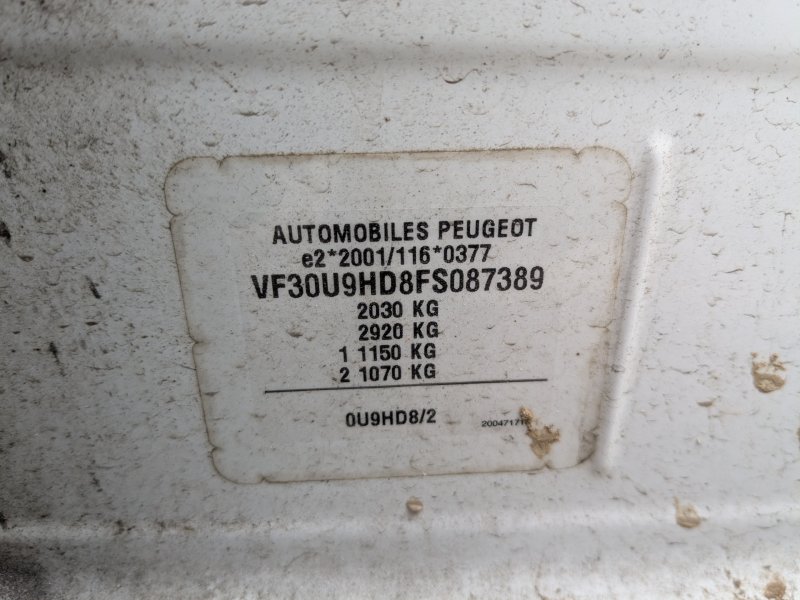 AUTOMOBILES PEUGEOT
e2*2001/116*0377
VF30U9HD8FS087389
2030 KG
2920 KG
1 1150 KG
2 1070 KG
0U9HD8/2